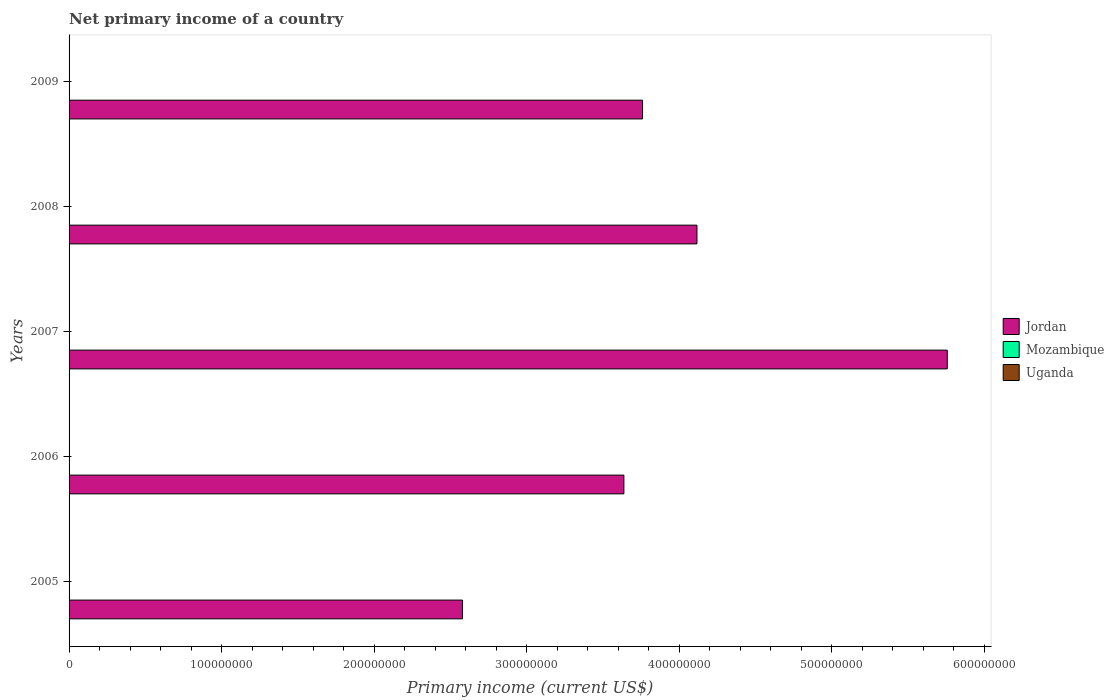 Net primary income of a country
2009
2008
2007
2006
2005
Years
0
100000000
200000000
300000000
400000000
500000000
600000000
Primary income (current US$)
Jordan
Mozambique
Uganda